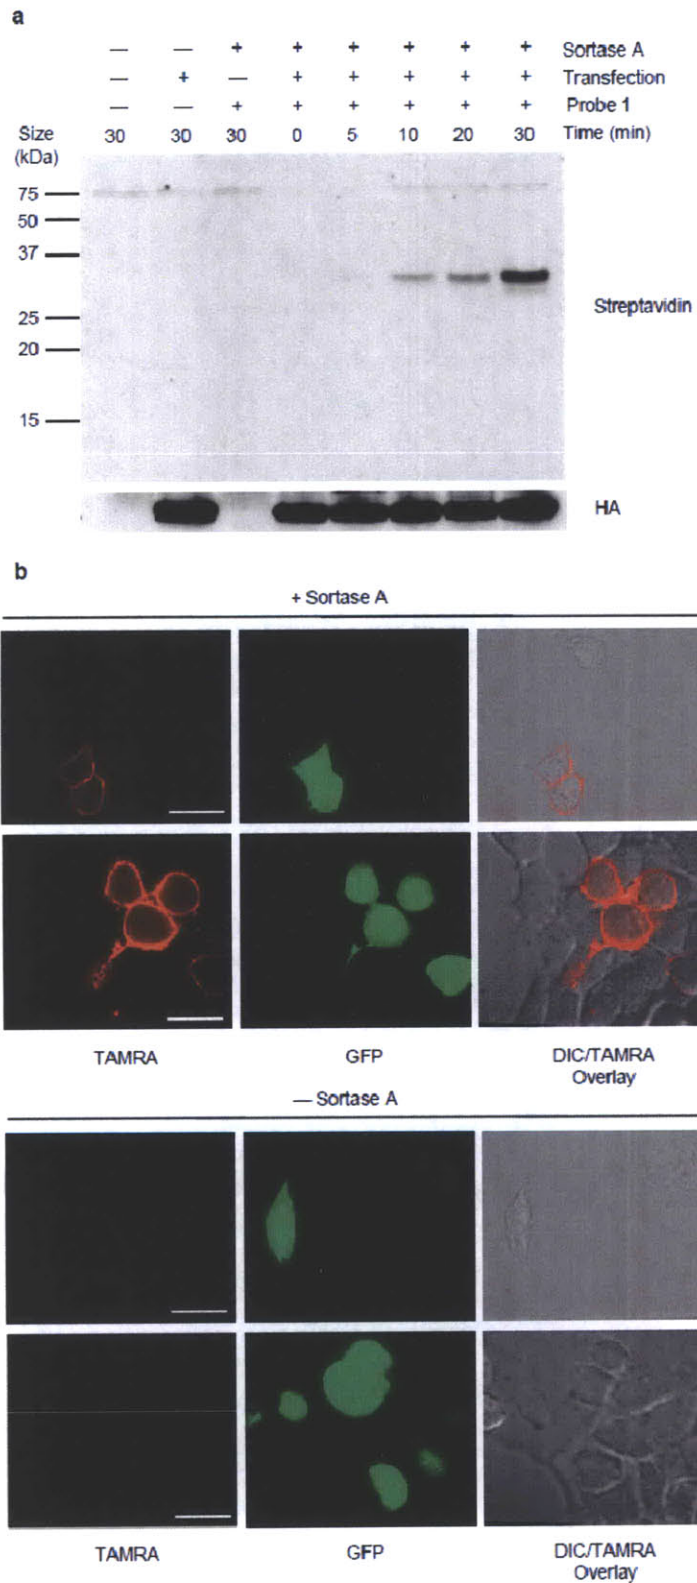 a
— — + + + + + + Sortase A
— + — + + + + + Transfection
— — + + + + + + Probe 1
Size (kDa)
30 30 30 0 5 10 20 30 Time (min)
75
50
37
25
20
15
Streptavidin
HA
b
+ Sortase A
TAMRA GFP DIC/TAMRA Overlay
— Sortase A
TAMRA GFP DIC/TAMRA Overlay